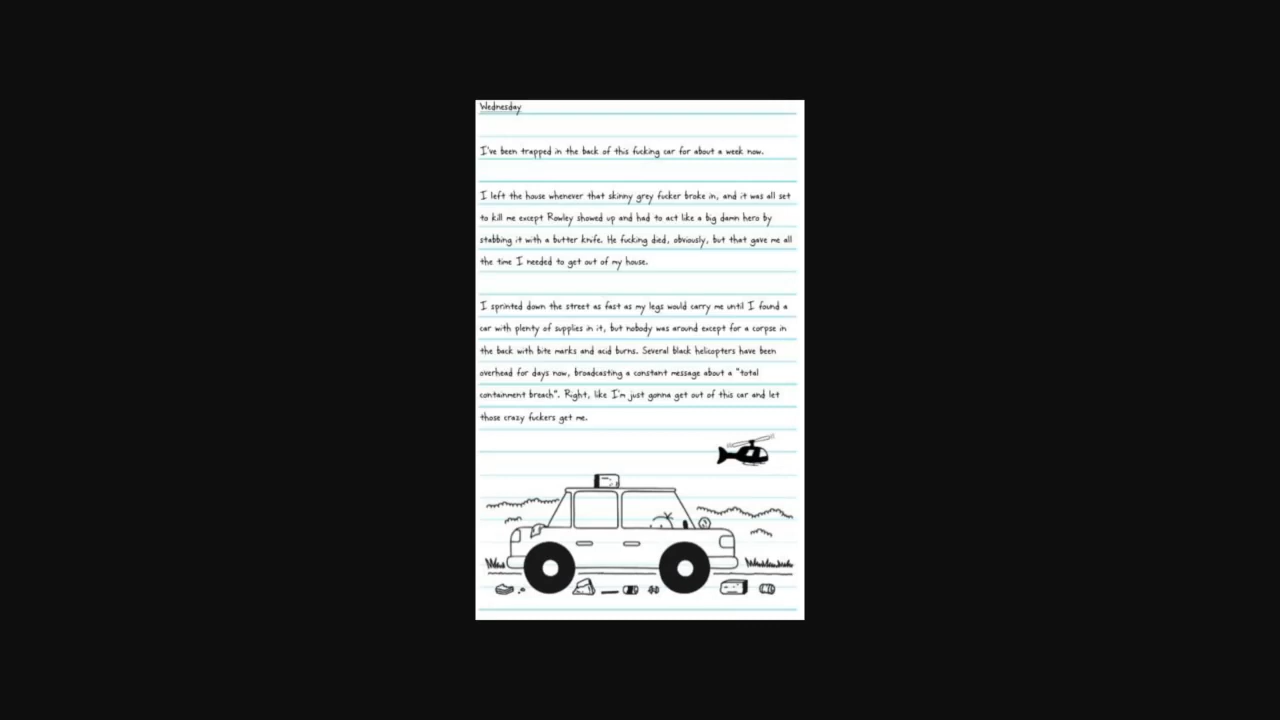 Wednesday
I've been trapped in the back of this fucking car for about a week now.
I left the house whenever that skinny grey fucker broke in, and it was all set
to kill me except Rowley showed up and had to act like a big damn hero by
stabbing it with a butter knife. He fucking died, obviously, but that gave me all
the time I needed to get out of my house.
I sprinted down the street as fast as my legs would carry me until I found a
car with plenty of supplies in it, but nobody was around except for a corpse in
the back with bite marks and acid burns. Several black helicopters have been
overhead for days now, broadcasting a constant message about a "total
containment breach". Right, like I'm just gonna get out of this car and let
those crazy fuckers get me.